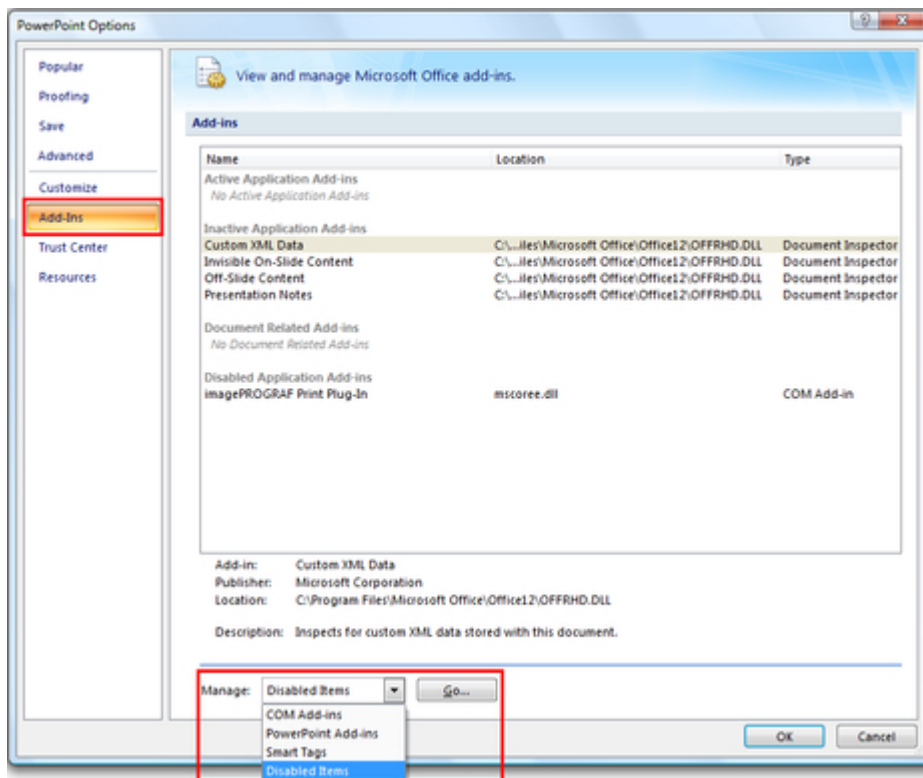 PowerPoint Options
Popular
Proofing
Save
Advanced
Customize
Add-Ins
Trust Center
Resources
View and manage Microsoft Office add-ins.
Add-ins
Name Location Type
Active Application Add-ins
No Active Application Add-ins
Inactive Application Add-ins
Custom XML Data C:\...iles\Microsoft Office\Office12\OFFRHD.DLL Document Inspector
Invisible On-Slide Content C:\...iles\Microsoft Office\Office12\OFFRHD.DLL Document Inspector
Off-Slide Content C:\...iles\Microsoft Office\Office12\OFFRHD.DLL Document Inspector
Presentation Notes C:\...iles\Microsoft Office\Office12\OFFRHD.DLL Document Inspector
Document Related Add-ins
No Document Related Add-ins
Disabled Application Add-ins
imagePROGRAF Print Plug-In mscoree.dll COM Add-in
Add-in: Custom XML Data
Publisher: Microsoft Corporation
Location: C:\Program Files\Microsoft Office\Office12\OFFRHD.DLL
Description: Inspects for custom XML data stored with this document.
Manage: Disabled Items Go...
COM Add-ins
PowerPoint Add-ins
Smart Tags
Disabled Items
OK Cancel